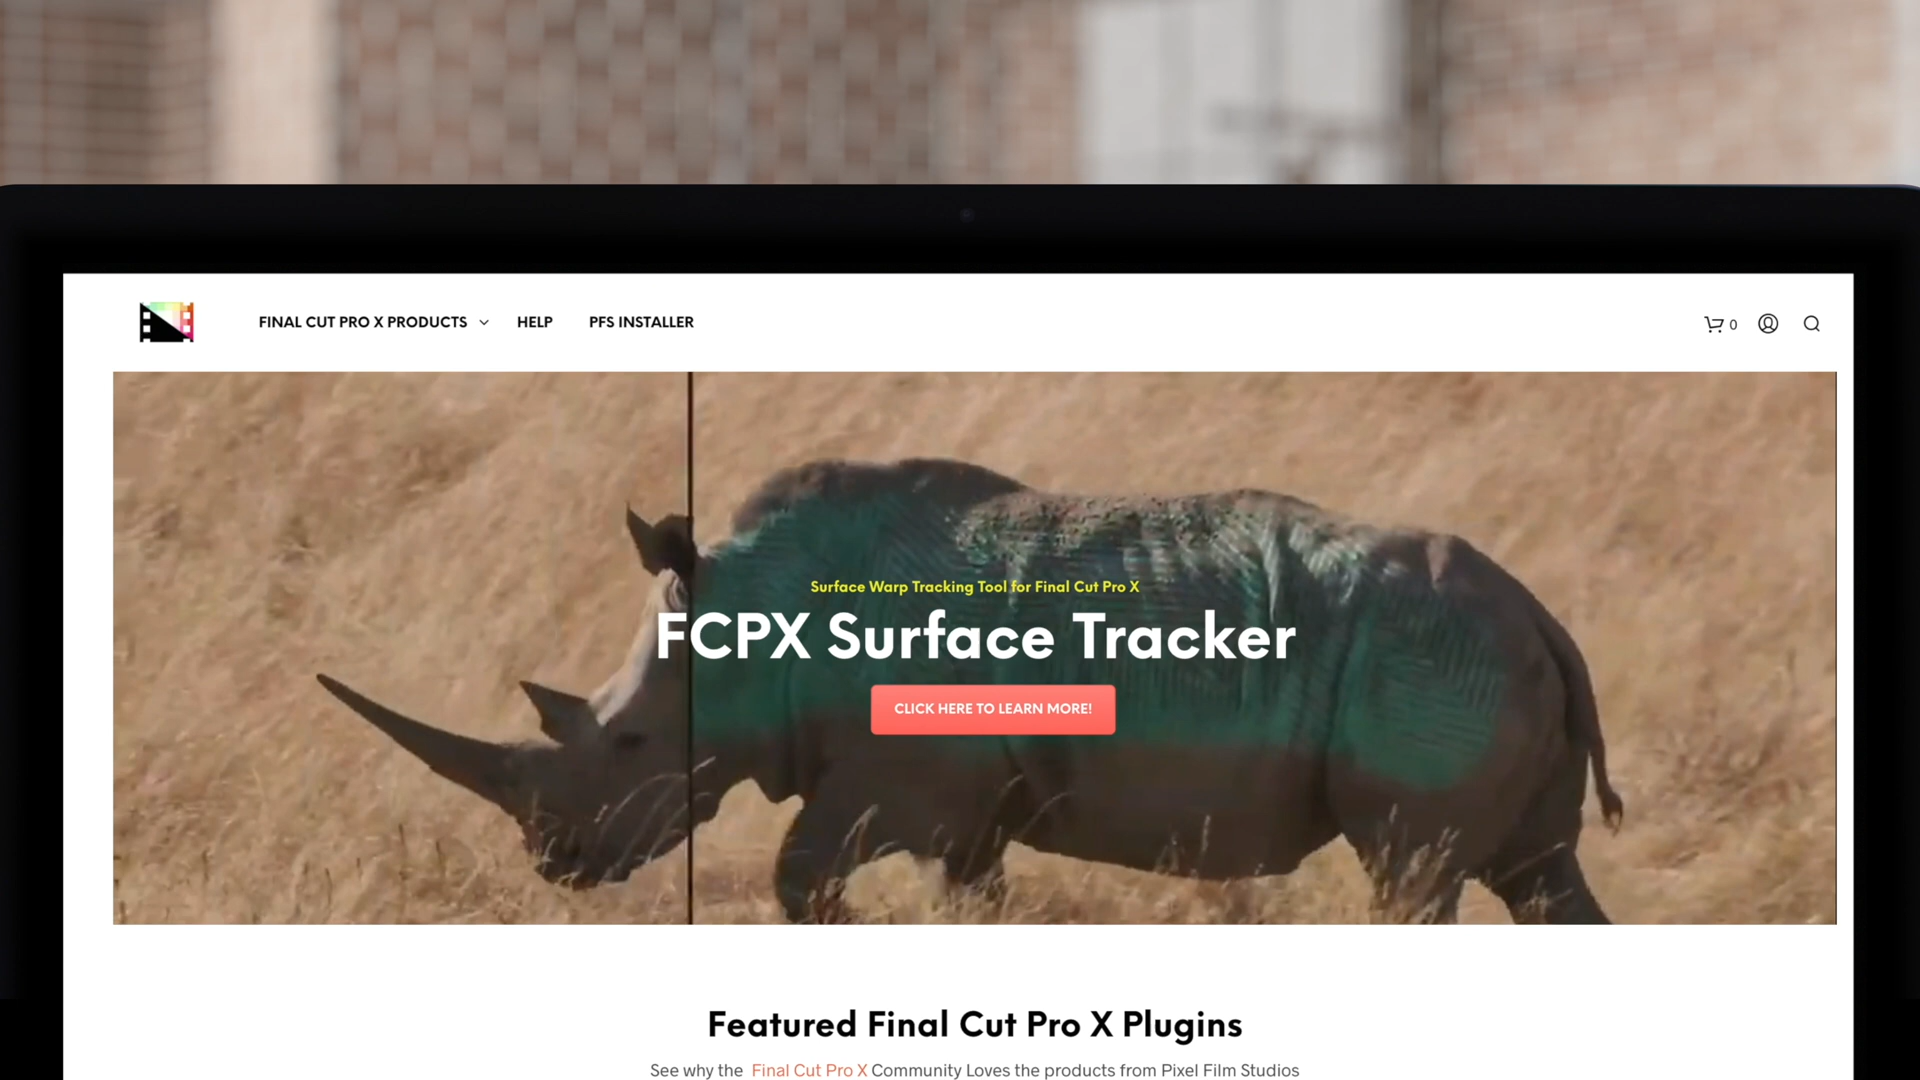 FINAL CUT PRO X PRODUCTS HELP PFS INSTALLER 0
Surface Warp Tracking Tool for Final Cut Pro X
FCPX Surface Tracker
CLICK HERE TO LEARN MORE!
Featured Final Cut Pro X Plugins
See why the Final Cut Pro X Community Loves the products from Pixel Film Studios